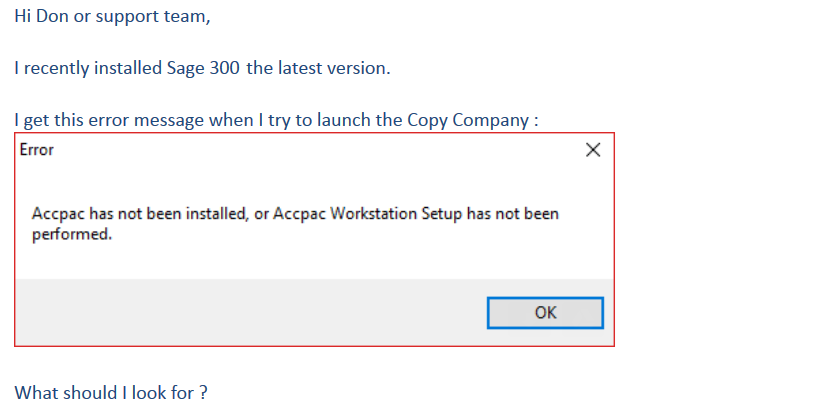 Hi Don or support team,
I recently installed Sage 300 the latest version.
I get this error message when I try to launch the Copy Company :
Error
Accpac has not been installed, or Accpac Workstation Setup has not been
performed.
OK
What should I look for ?